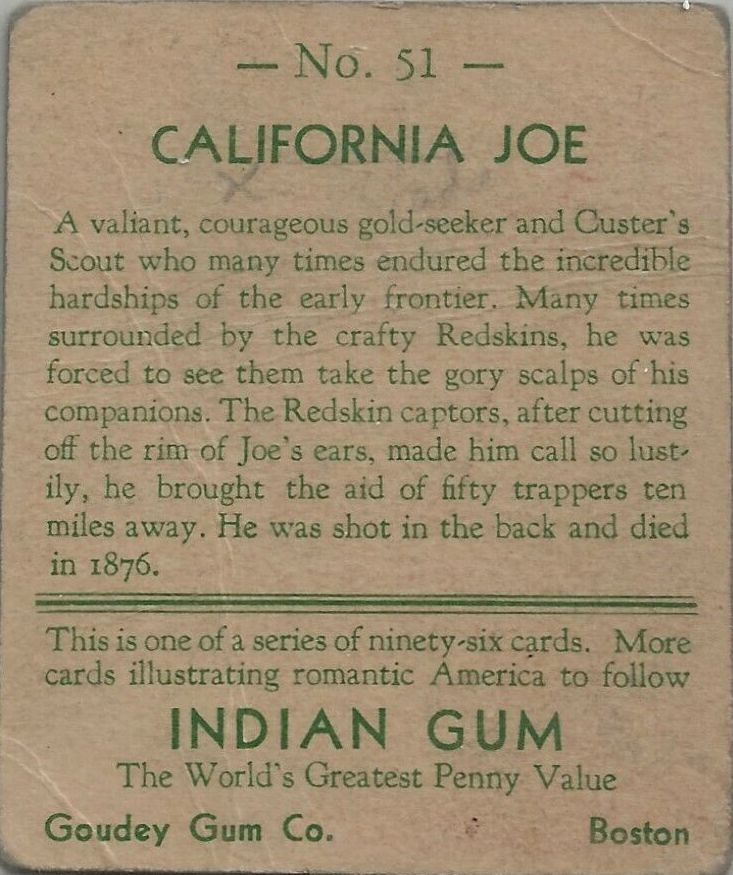 — No. 51 —
CALIFORNIA JOE
x
A valiant, courageous gold-seeker and Custer's
Scout who many times endured the incredible
hardships of the early frontier. Many times
surrounded by the crafty Redskins, he was
forced to see them take the gory scalps of his
companions. The Redskin captors, after cutting
off the rim of Joe's ears, made him call so lust-
ily, he brought the aid of fifty trappers ten
miles away. He was shot in the back and died
in 1876.
This is one of a series of ninety-six cards. More
cards illustrating romantic America to follow
INDIAN GUM
The World's Greatest Penny Value
Goudey Gum Co. Boston